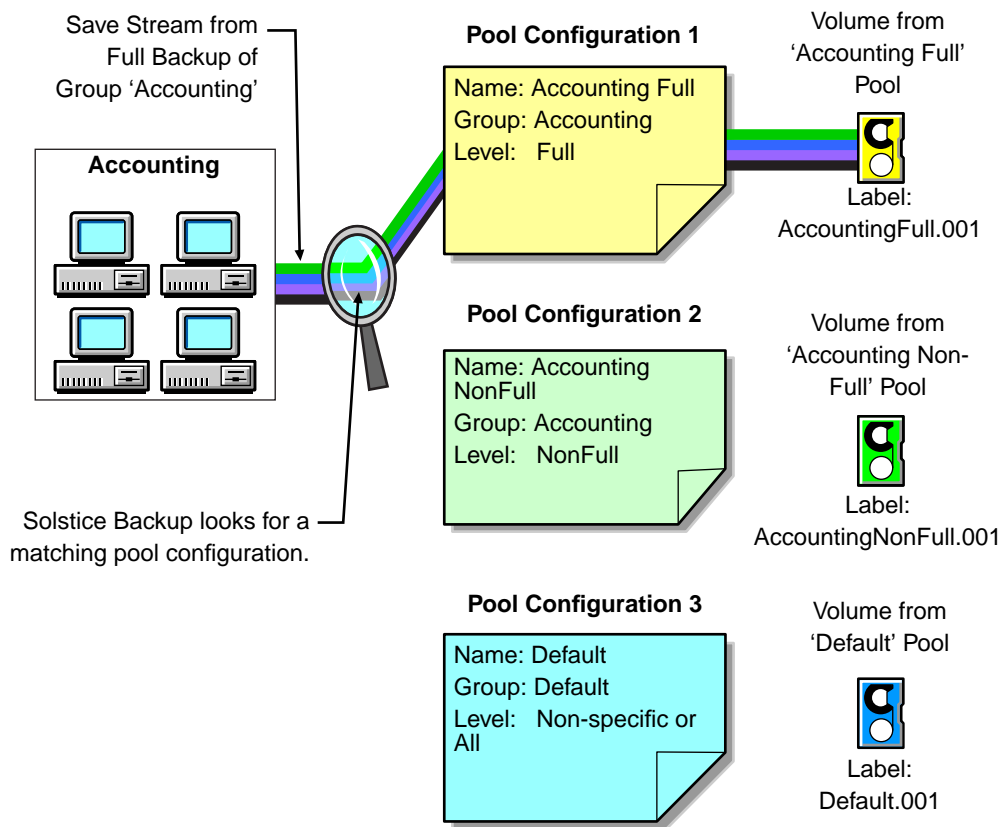 Save Stream from
Full Backup of
Group ‘Accounting’
Accounting
Solstice Backup looks for a
matching pool configuration.
Pool Configuration 1
Name: Accounting Full
Group: Accounting
Level: Full
Volume from
‘Accounting Full’
Pool
Label:
AccountingFull.001
Pool Configuration 2
Name: Accounting
NonFull
Group: Accounting
Level: NonFull
Volume from
‘Accounting Non-
Full’ Pool
Label:
AccountingNonFull.001
Pool Configuration 3
Name: Default
Group: Default
Level: Non-specific or
All
Volume from
‘Default’ Pool
Label:
Default.001